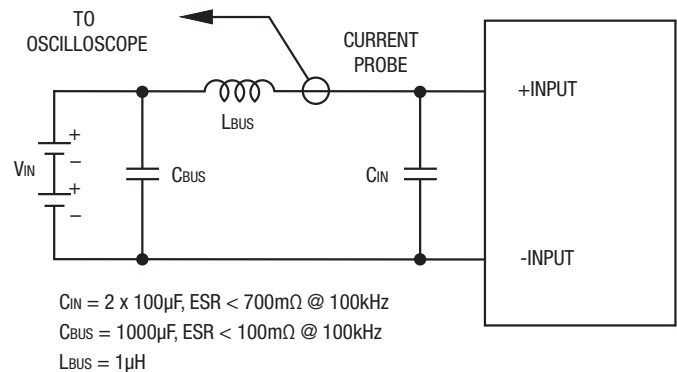 TO
OSCILLOSCOPE
CURRENT
PROBE
+INPUT
LBUS
+
VIN
−
+
−
CBUS
CIN
-INPUT
CIN = 2 x 100µF, ESR < 700mΩ @ 100kHz
CBUS = 1000µF, ESR < 100mΩ @ 100kHz
LBUS = 1µH